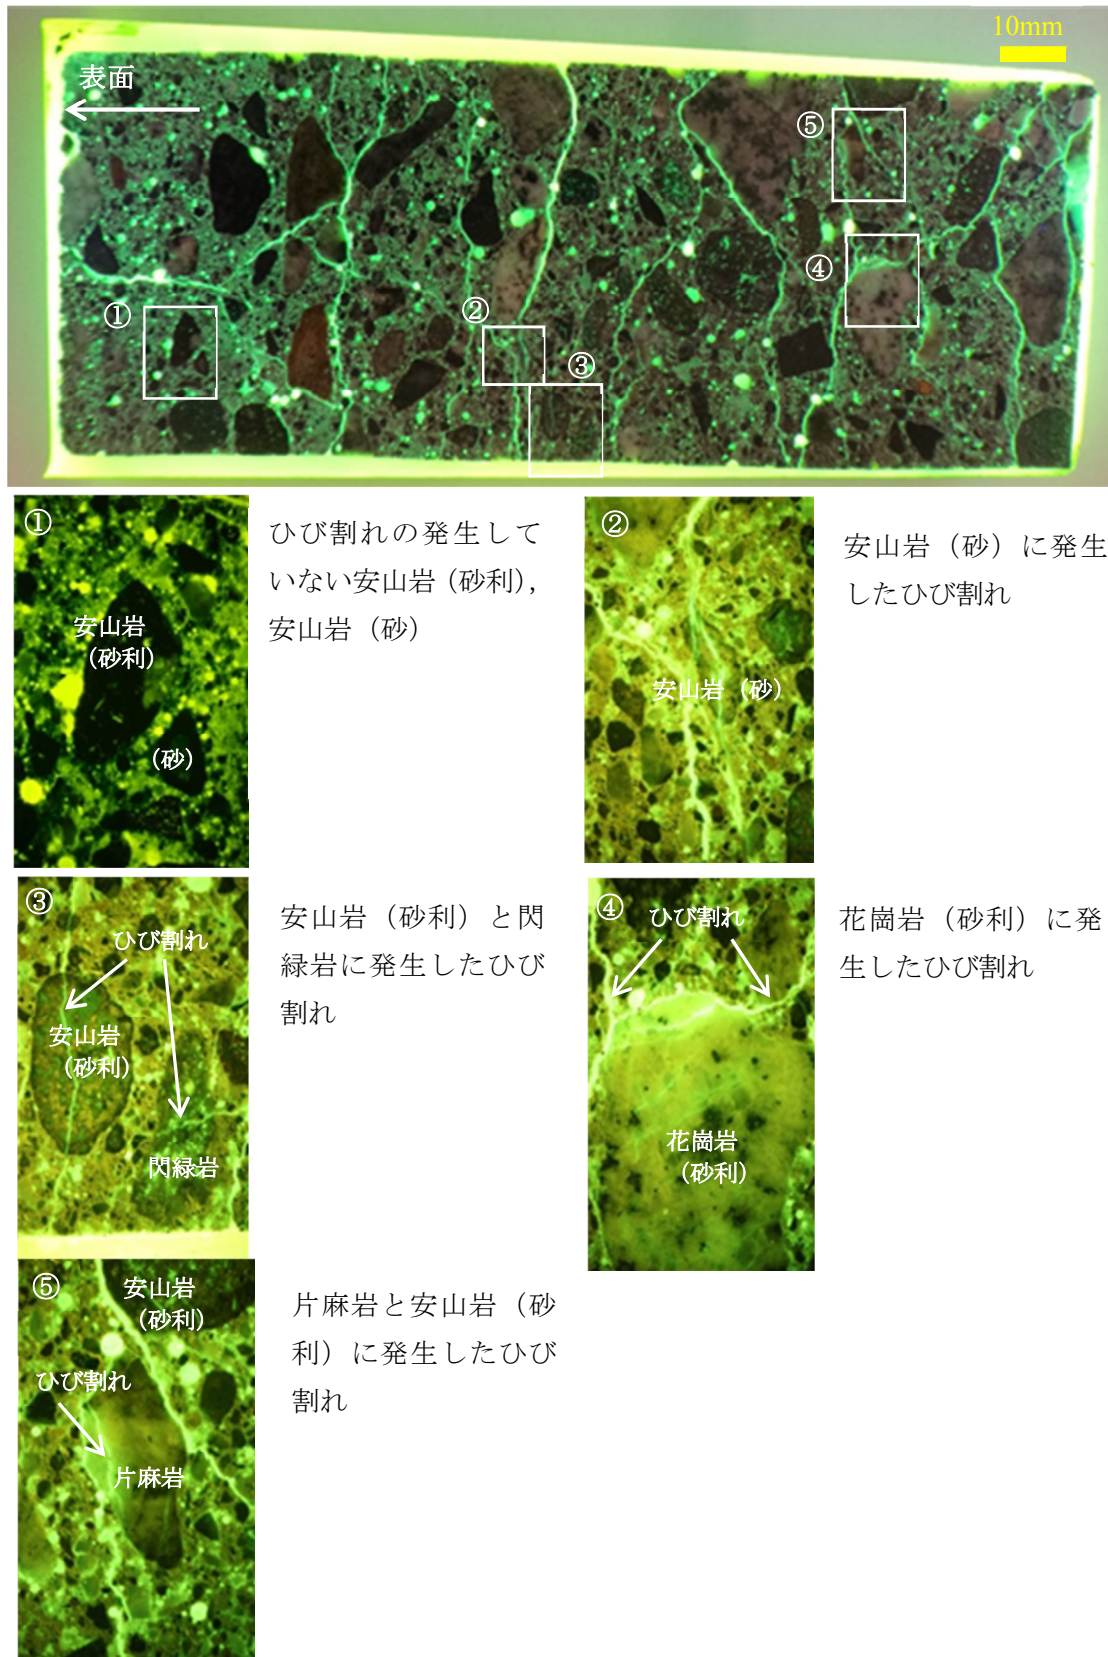 10mm
表面
⑤
④
①
②
③
①
安山岩
（砂利）
（砂）
ひび割れの発生して
いない安山岩（砂利），
安山岩（砂）
②
安山岩（砂）
安山岩（砂）に発生
したひび割れ
③
ひび割れ
安山岩
（砂利）
閃緑岩
安山岩（砂利）と閃
緑岩に発生したひび
割れ
④
ひび割れ
花崗岩
（砂利）
花崗岩（砂利）に発
生したひび割れ
⑤
安山岩
（砂利）
ひび割れ
片麻岩
片麻岩と安山岩（砂
利）に発生したひび
割れ